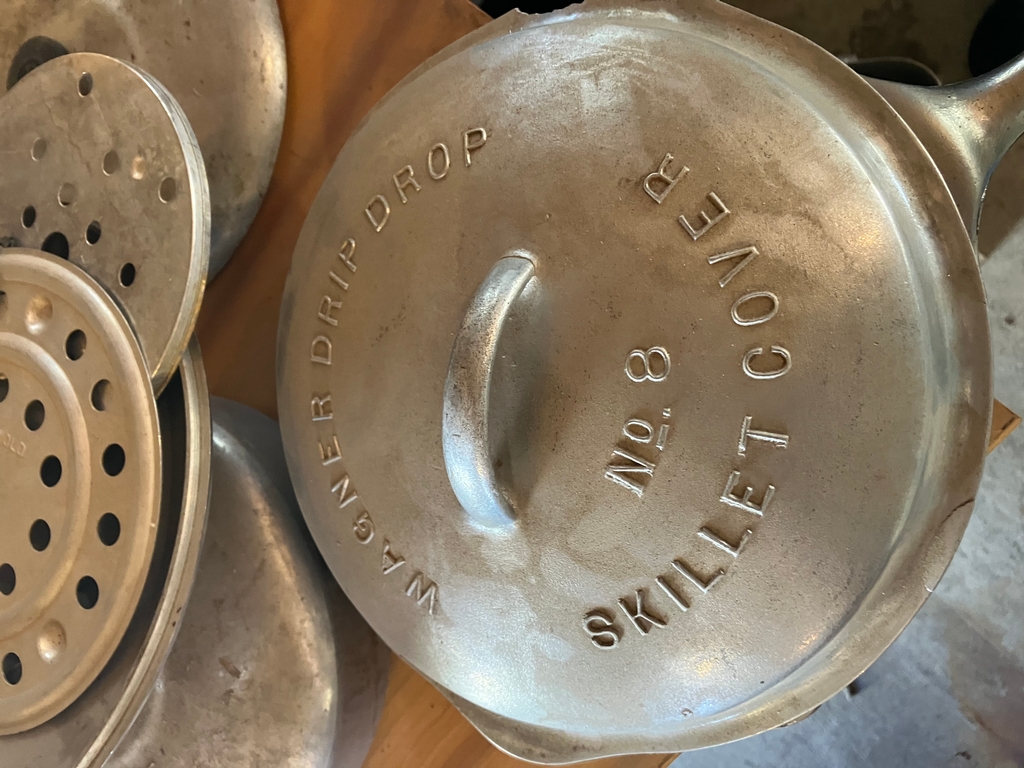 WAGNER DRIP DROP
No. 8
SKILLET COVER